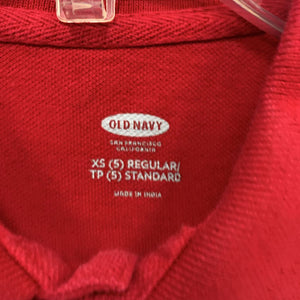 OLD NAVY
SAN FRANCISCO
CALIFORNIA
XS (5) REGULAR/
TP (5) STANDARD
MADE IN INDIA